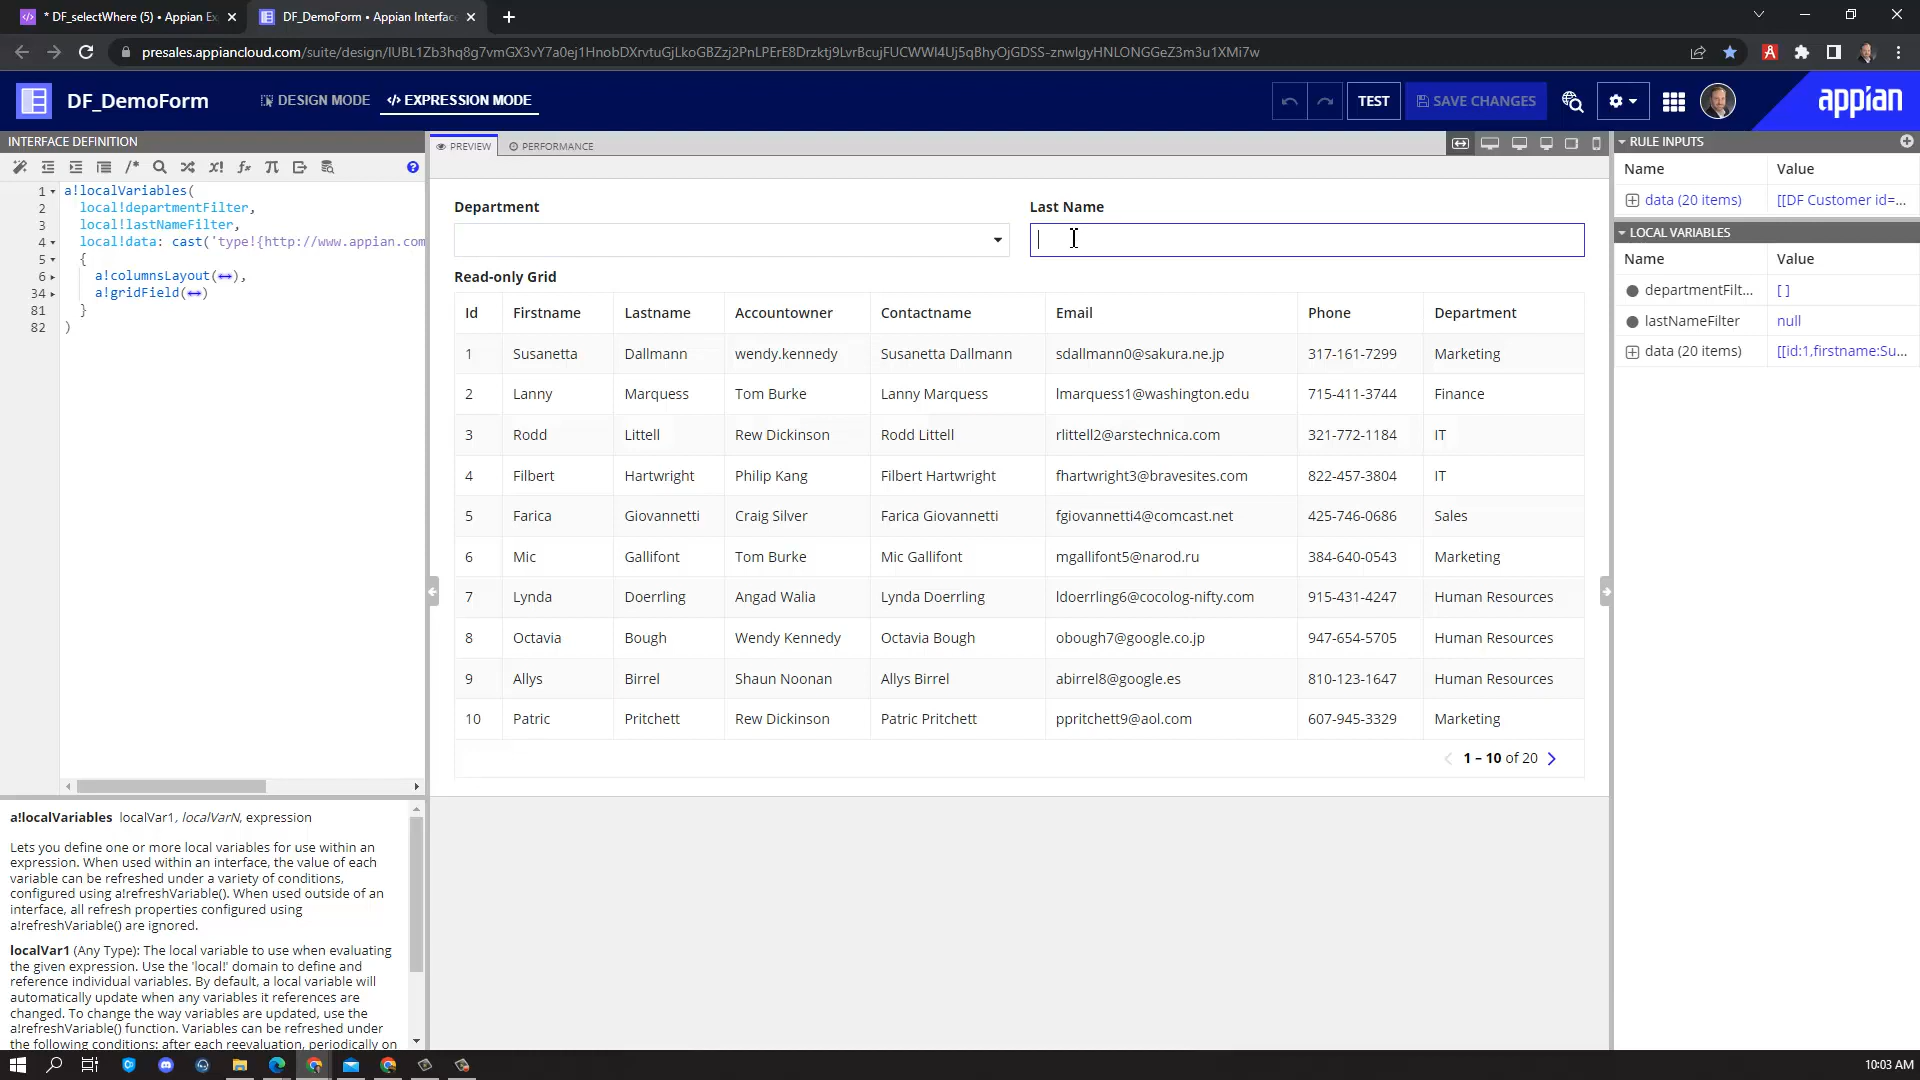 * DF_selectWhere (5) • Appian Ex
DF_DemoForm • Appian Interface
presales.appiancloud.com/suite/design/
DF_DemoForm
DESIGN MODE
</> EXPRESSION MODE
TEST
SAVE CHANGES
appian
INTERFACE DEFINITION
PREVIEW
PERFORMANCE
RULE INPUTS
Name Value
data (20 items) [[DF Customer id=...
LOCAL VARIABLES
Name Value
departmentFilt... [ ]
lastNameFilter null
data (20 items) [[id:1,firstname:Su...
1 a!localVariables(
2 local!departmentFilter,
3 local!lastNameFilter,
4 local!data: cast('type!{http://www.appian.com
5 {
6 a!columnsLayout(),
34 a!gridField()
81 }
82 )
Department
Last Name
Read-only Grid
Id Firstname Lastname Accountowner Contactname Email Phone Department
1 Susanetta Dallmann wendy.kennedy Susanetta Dallmann sdallmann0@sakura.ne.jp 317-161-7299 Marketing
2 Lanny Marquess Tom Burke Lanny Marquess lmarquess1@washington.edu 715-411-3744 Finance
3 Rodd Littell Rew Dickinson Rodd Littell rlittell2@arstechnica.com 321-772-1184 IT
4 Filbert Hartwright Philip Kang Filbert Hartwright fhartwright3@bravesites.com 822-457-3804 IT
5 Farica Giovannetti Craig Silver Farica Giovannetti fgiovannetti4@comcast.net 425-746-0686 Sales
6 Mic Gallifont Tom Burke Mic Gallifont mgallifont5@narod.ru 384-640-0543 Marketing
7 Lynda Doerrling Angad Walia Lynda Doerrling ldoerrling6@cocolog-nifty.com 915-431-4247 Human Resources
8 Octavia Bough Wendy Kennedy Octavia Bough obough7@google.co.jp 947-654-5705 Human Resources
9 Allys Birrel Shaun Noonan Allys Birrel abirrel8@google.es 810-123-1647 Human Resources
10 Patric Pritchett Rew Dickinson Patric Pritchett ppritchett9@aol.com 607-945-3329 Marketing
1 – 10 of 20
a!localVariables localVar1, localVarN, expression
Lets you define one or more local variables for use within an
expression. When used within an interface, the value of each
variable can be refreshed under a variety of conditions,
configured using a!refreshVariable(). When used outside of an
interface, all refresh properties configured using
a!refreshVariable() are ignored.
localVar1 (Any Type): The local variable to use when evaluating
the given expression. Use the 'local!' domain to define and
reference individual variables. By default, a local variable will
automatically update when any variables it references are
changed. To change the way variables are updated, use the
a!refreshVariable() function. Variables can be refreshed under
the following conditions: after each reevaluation, periodically on
10:03 AM